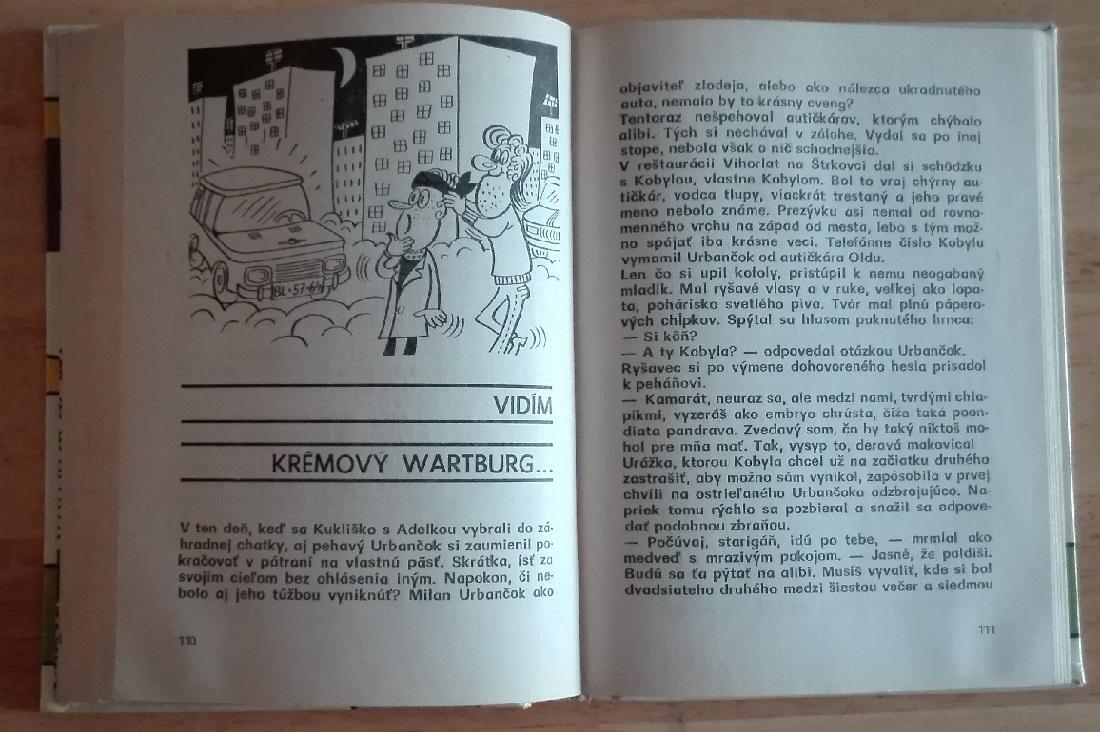 BL·57-6
VIDÍM
KRÉMOVÝ WARTBURG...
V ten deň, keď sa Kukliško s Adelkou vybrali do zá-
hradnej chatky, aj pehavý Urbančok si zaumienil po-
kračovať v pátraní na vlastnú päsť. Skrátka, ísť za
svojím cieľom bez ohlásenia iným. Napokon, či ne-
bolo aj jeho túžbou vyniknúť? Milan Urbančok ako
110
objaviteľ zlodeja, alebo ako nálezca ukradnutého
auta, nemalo by to krásny cveng?
Tentoraz nešpehoval autičkárov, ktorým chýbalo
alibi. Tých si nechával v zálohe. Vydal sa po inej
stope, nebola však o nič schodnejšia.
V reštaurácii Vihorlat na Štrkovci dal si schôdzku
s Kobylou, vlastne Kobylom. Bol to vraj chýrny au-
tičkár, vodca tlupy, viackrát trestaný a jeho pravé
meno nebolo známe. Prezývku asi nemal od rovno-
menného vrchu na západ od mesta, lebo s tým mož-
no spájať iba krásne veci. Telefónne číslo Kobylu
vymámil Urbančok od autičkára Oldu.
Len čo si upil kofoly, pristúpil k nemu neogabaný
mladík. Mal ryšavé vlasy a v ruke, veľkej ako lopa-
ta, pohárisko svetlého piva. Tvár mal plnú pápero-
vých chĺpkov. Spýtal sa hlasom puknutého hrnca:
— Si kôň?
— A ty Kobyla? — odpovedal otázkou Urbančok.
Ryšavec si po výmene dohovoreného hesla prisadol
k peháňovi.
— Kamarát, neuraz sa, ale medzi nami, tvrdými chla-
píkmi, vyzeráš ako embryo chrústa, čiže taká poon-
diata pandrava. Zvedavý som, čo by taký niktoš mo-
hol pre mňa mať. Tak, vysyp to, deravá makovica!
Urážka, ktorou Kobyla chcel už na začiatku druhého
zastrašiť, aby možno sám vynikol, zapôsobila v prvej
chvíli na ostrieľaného Urbančoka odzbrojujúco. Na-
priek tomu rýchlo sa pozbieral a snažil sa odpove-
dať podobnou zbraňou.
— Počúvaj, starigáň, idú po tebe, — mrmlal ako
medveď s mrazivým pokojom. — Jasné, že poldiši.
Budú sa ťa pýtať na alibi. Musíš vyvaliť, kde si bol
dvadsiateho druhého medzi šiestou večer a siedmou
111